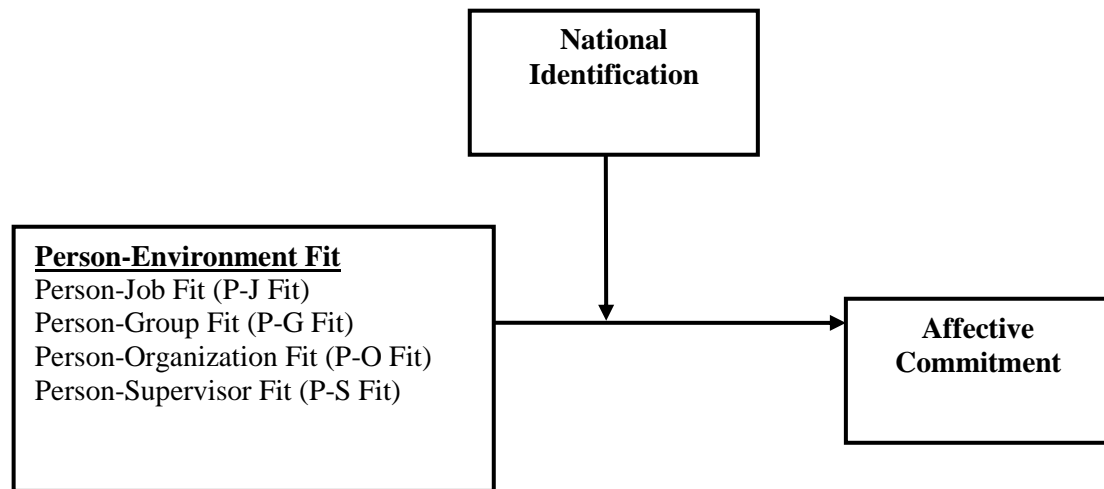 National
Identification
Person-Environment Fit
Person-Job Fit (P-J Fit)
Person-Group Fit (P-G Fit)
Person-Organization Fit (P-O Fit)
Person-Supervisor Fit (P-S Fit)
Affective
Commitment